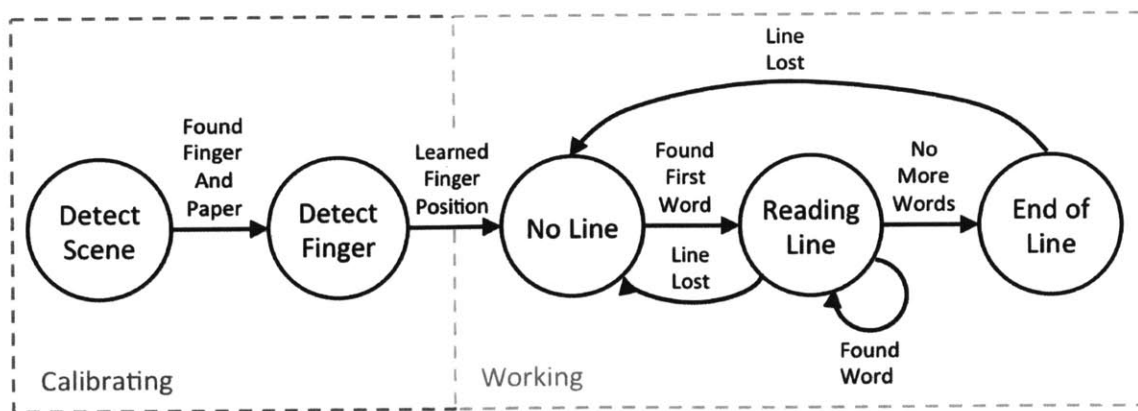 Line
Lost
Found
Finger
And
Paper
Learned
Finger
Position
Found
First
Word
No
More
Words
Detect
Scene
Detect
Finger
No Line
Reading
Line
End of
Line
Line
Lost
Found
Word
Calibrating
Working